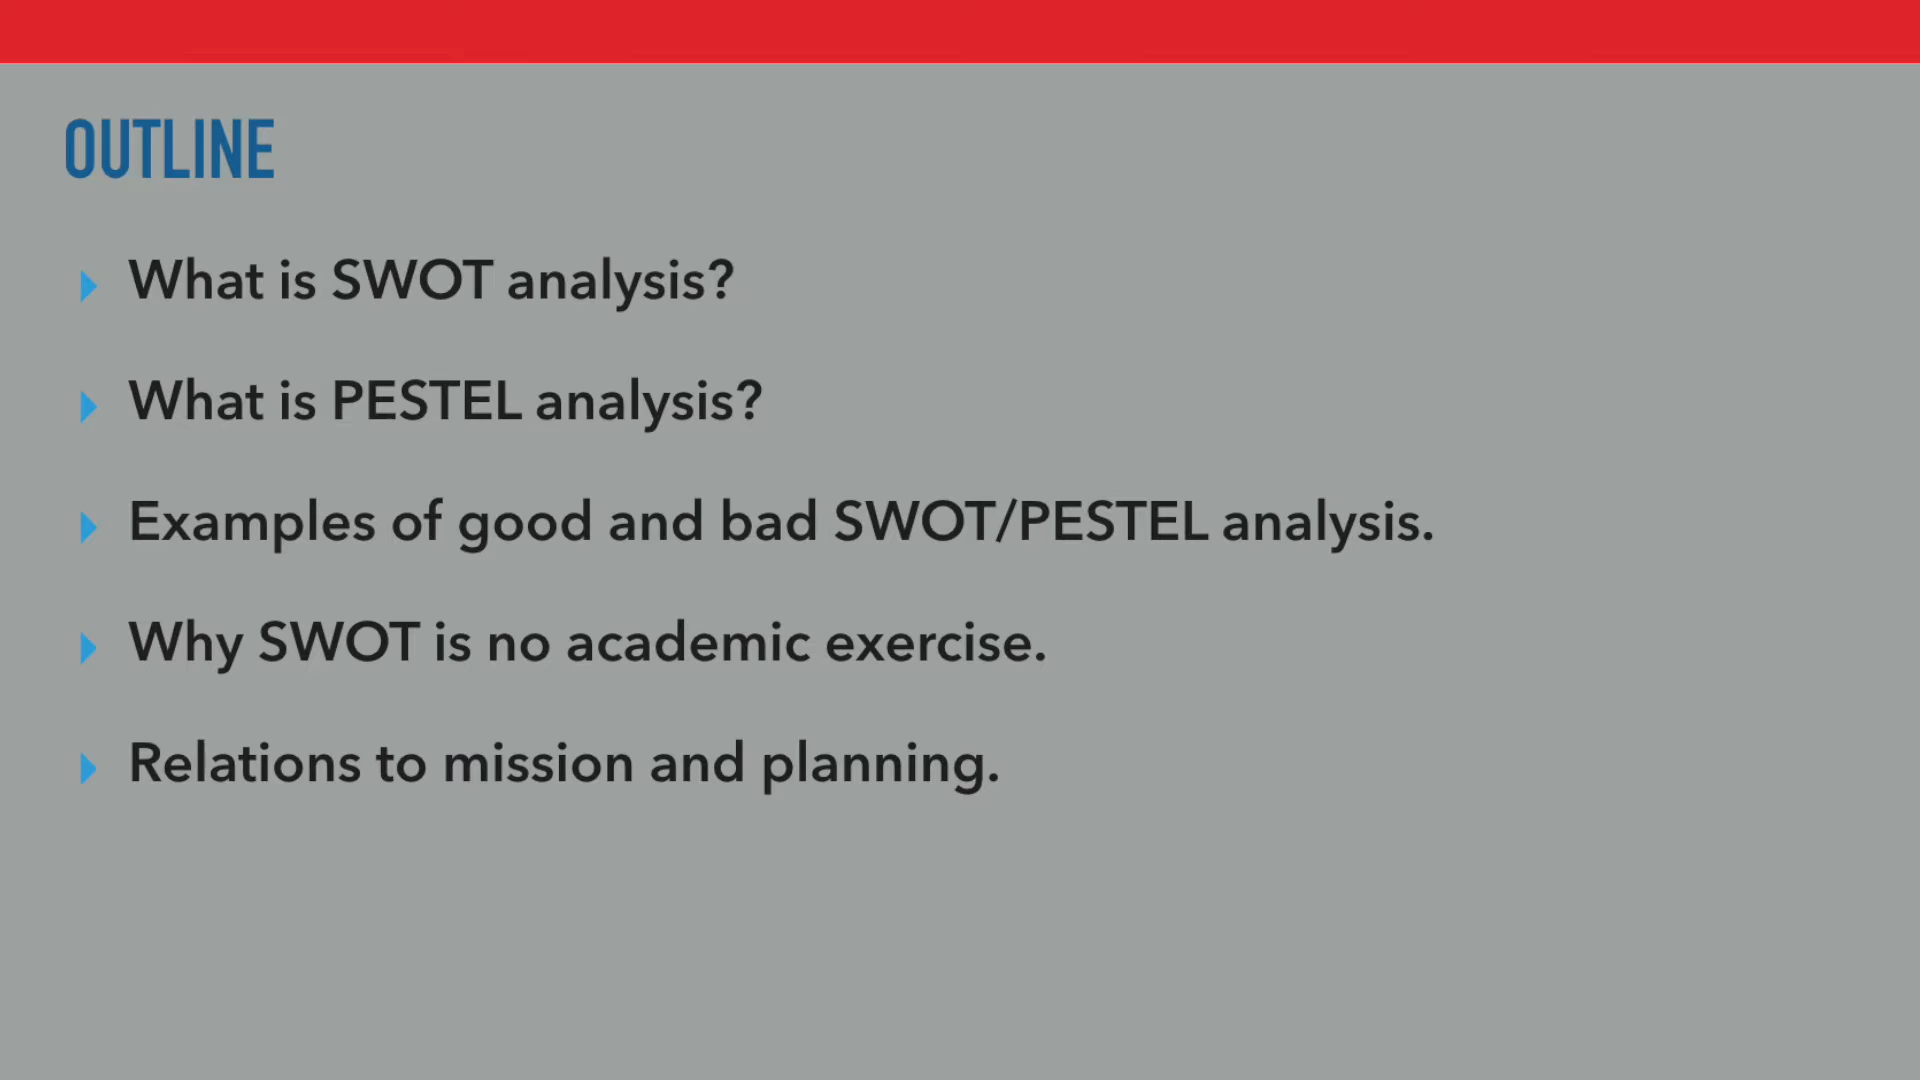 OUTLINE
What is SWOT analysis?
What is PESTEL analysis?
Examples of good and bad SWOT/PESTEL analysis.
Why SWOT is no academic exercise.
Relations to mission and planning.